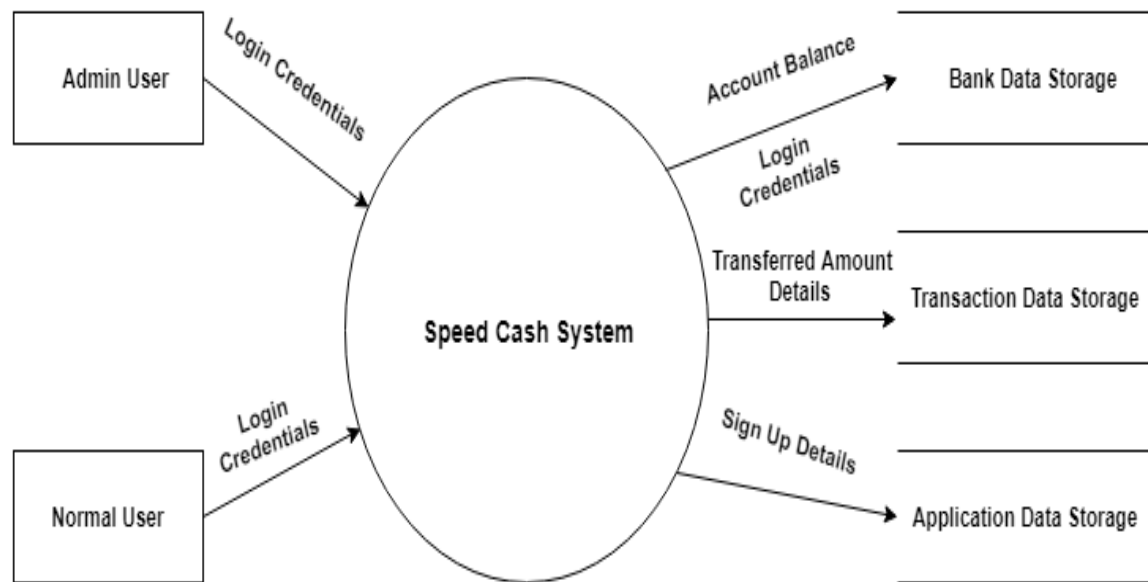 Admin User
Login Credentials
Account Balance
Login
Credentials
Bank Data Storage
Transferred Amount
Details
Transaction Data Storage
Speed Cash System
Login
Credentials
Normal User
Sign Up Details
Application Data Storage